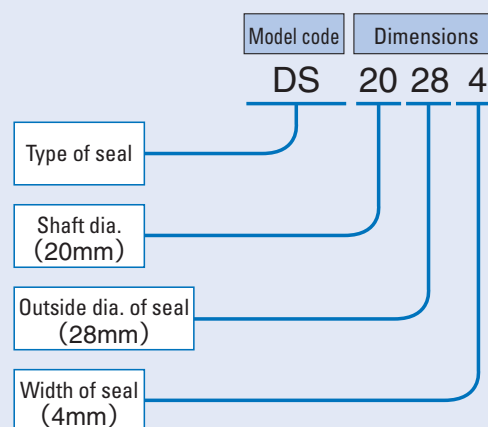 Model code Dimensions
DS 20 28 4
Type of seal
Shaft dia.
(20mm)
Outside dia. of seal
(28mm)
Width of seal
(4mm)